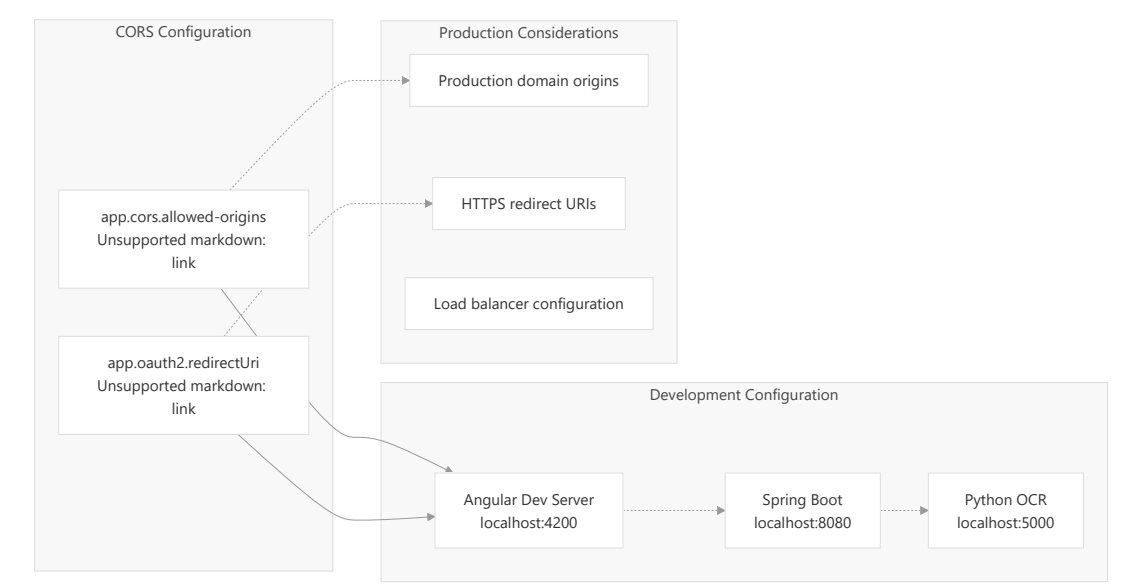 CORS Configuration
app.cors.allowed-origins
Unsupported markdown:
link
app.oauth2.redirectUri
Unsupported markdown:
link
Production Considerations
Production domain origins
HTTPS redirect URIs
Load balancer configuration
Development Configuration
Angular Dev Server
localhost:4200
Spring Boot
localhost:8080
Python OCR
localhost:5000